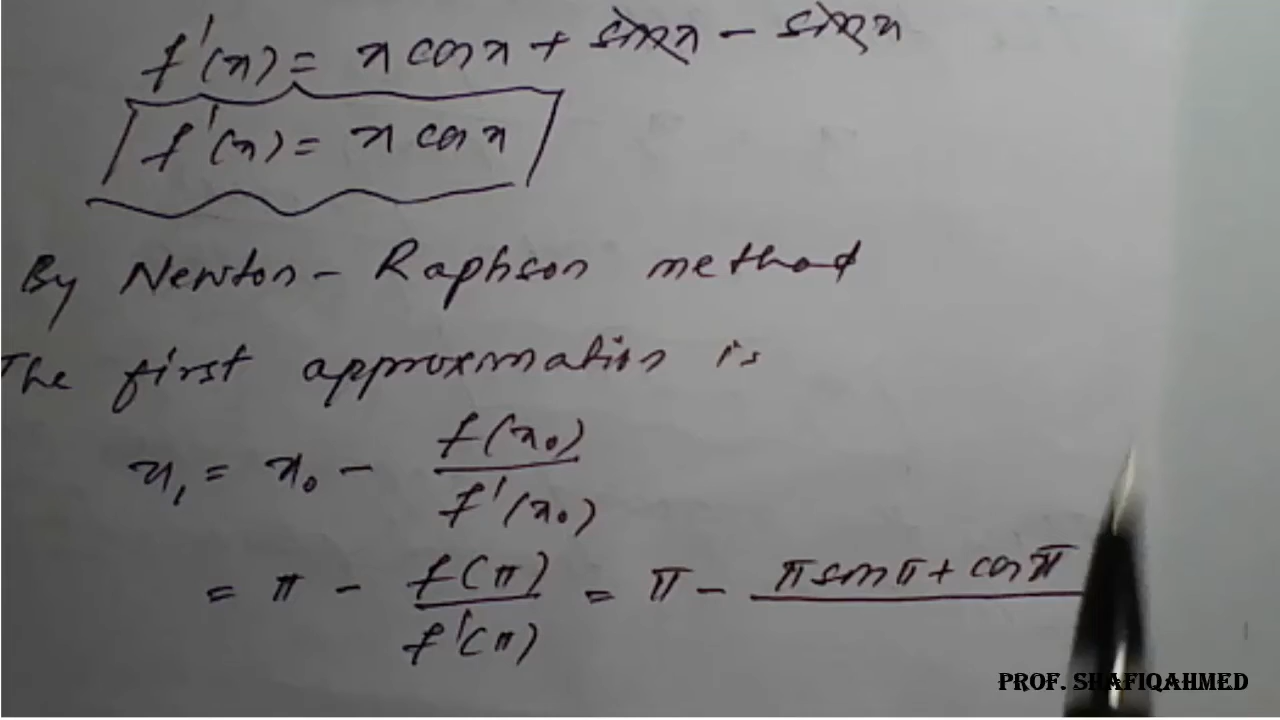 f'(x) = x cos x + sin x - sin x
f'(x) = x cos x
By Newton - Raphson method
The first approxmation is
x₁ = x₀ - f(x₀) / f'(x₀)
= π - f(π) / f'(π) = π - π sin π + cos π
PROF. SHAFIQAHMED